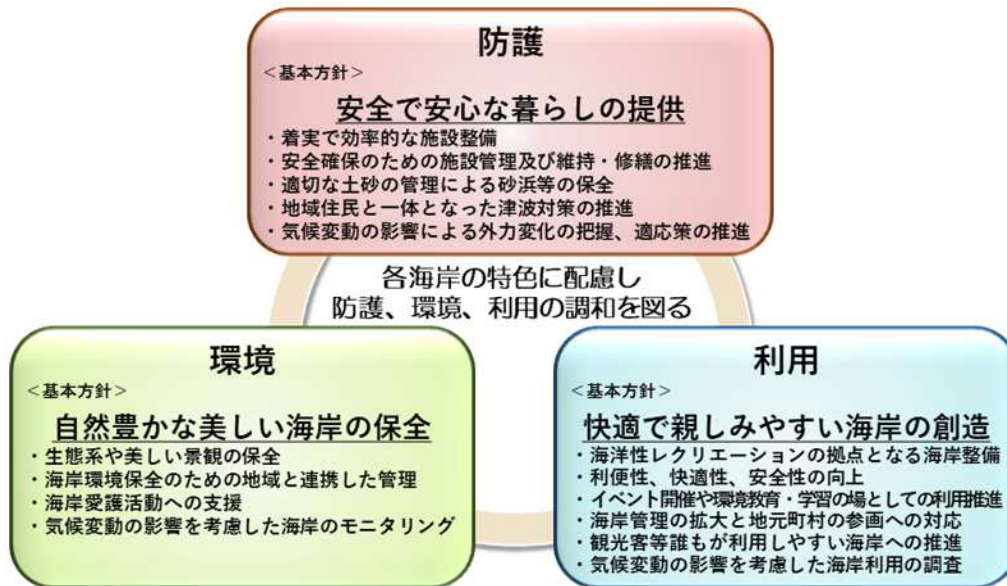 防護
<基本方針>
安全で安心な暮らしの提供
・着実で効率的な施設整備
・安全確保のための施設管理及び維持・修繕の推進
・適切な土砂の管理による砂浜等の保全
・地域住民と一体となった津波対策の推進
・気候変動の影響による外力変化の把握、適応策の推進
各海岸の特色に配慮し
防護、環境、利用の調和を図る
環境
<基本方針>
自然豊かな美しい海岸の保全
・生態系や美しい景観の保全
・海岸環境保全のための地域と連携した管理
・海岸愛護活動への支援
・気候変動の影響を考慮した海岸のモニタリング
利用
<基本方針>
快適で親しみやすい海岸の創造
・海洋性レクリエーションの拠点となる海岸整備
・利便性、快適性、安全性の向上
・イベント開催や環境教育・学習の場としての利用推進
・海岸管理の拡大と地元町村の参画への対応
・観光客等誰もが利用しやすい海岸への推進
・気候変動の影響を考慮した海岸利用の調査